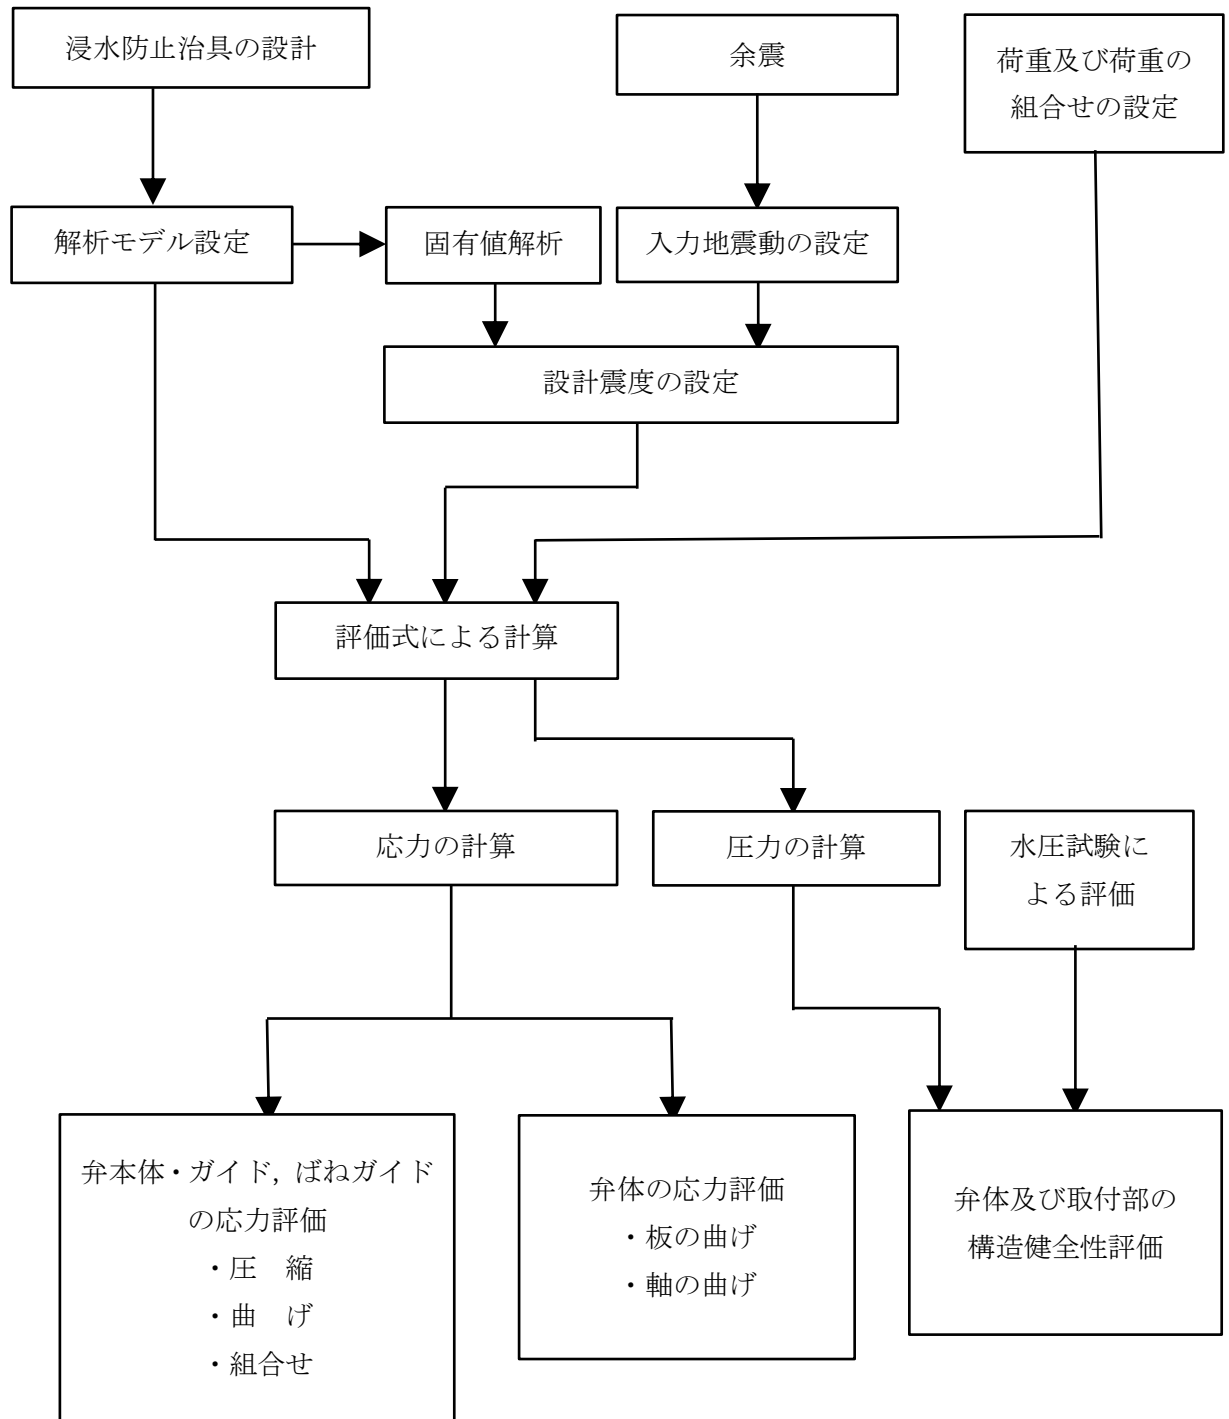 浸水防止治具の設計
余震
荷重及び荷重の
組合せの設定
解析モデル設定
固有値解析
入力地震動の設定
設計震度の設定
評価式による計算
応力の計算
圧力の計算
水圧試験に
よる評価
弁本体・ガイド, ばねガイド
の応力評価
・圧　縮
・曲　げ
・組合せ
弁体の応力評価
・板の曲げ
・軸の曲げ
弁体及び取付部の
構造健全性評価